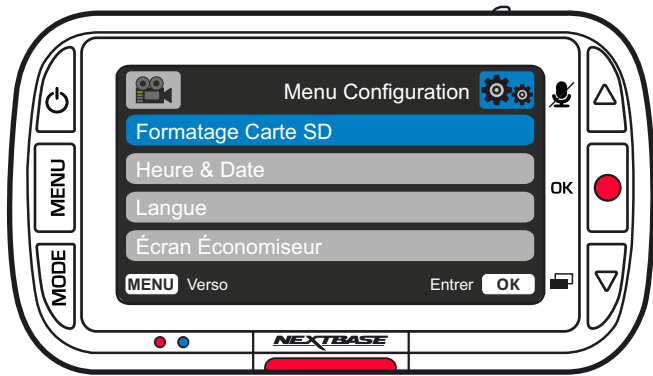 Menu Configuration
MENU
Formatage Carte SD
Heure & Date
OK
Langue
Écran Économiseur
MODE
MENU Verso Entrer OK
NEXTBASE